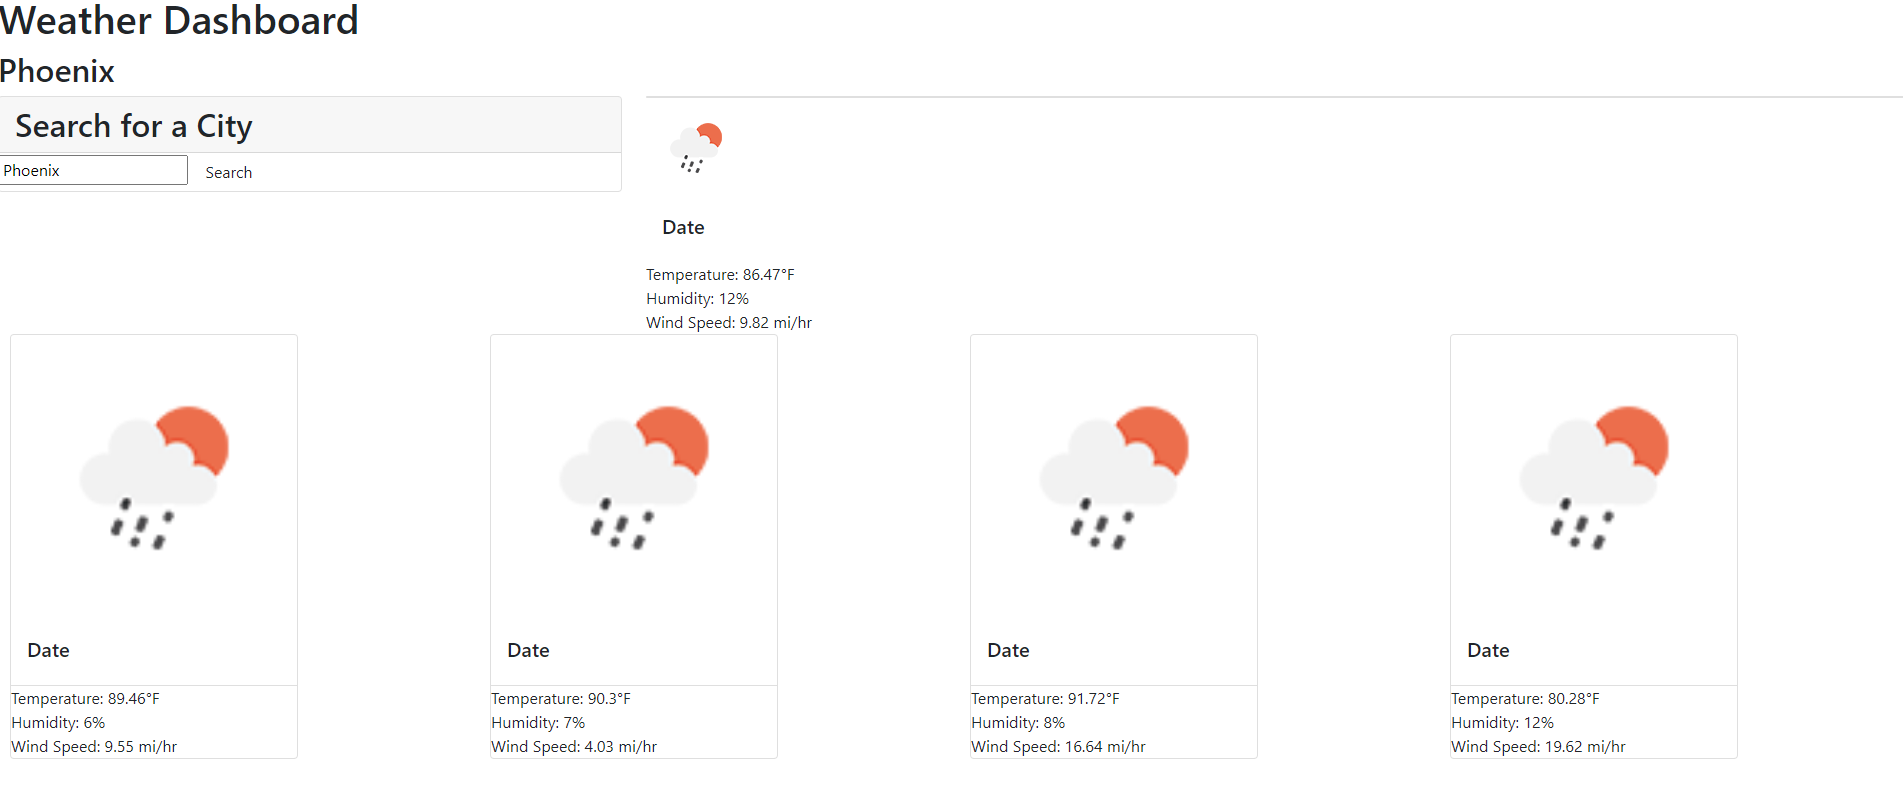 Weather Dashboard
Phoenix
Search for a City
Phoenix
Search
Date
Temperature: 86.47°F
Humidity: 12%
Wind Speed: 9.82 mi/hr
Date
Temperature: 89.46°F
Humidity: 6%
Wind Speed: 9.55 mi/hr
Date
Temperature: 90.3°F
Humidity: 7%
Wind Speed: 4.03 mi/hr
Date
Temperature: 91.72°F
Humidity: 8%
Wind Speed: 16.64 mi/hr
Date
Temperature: 80.28°F
Humidity: 12%
Wind Speed: 19.62 mi/hr